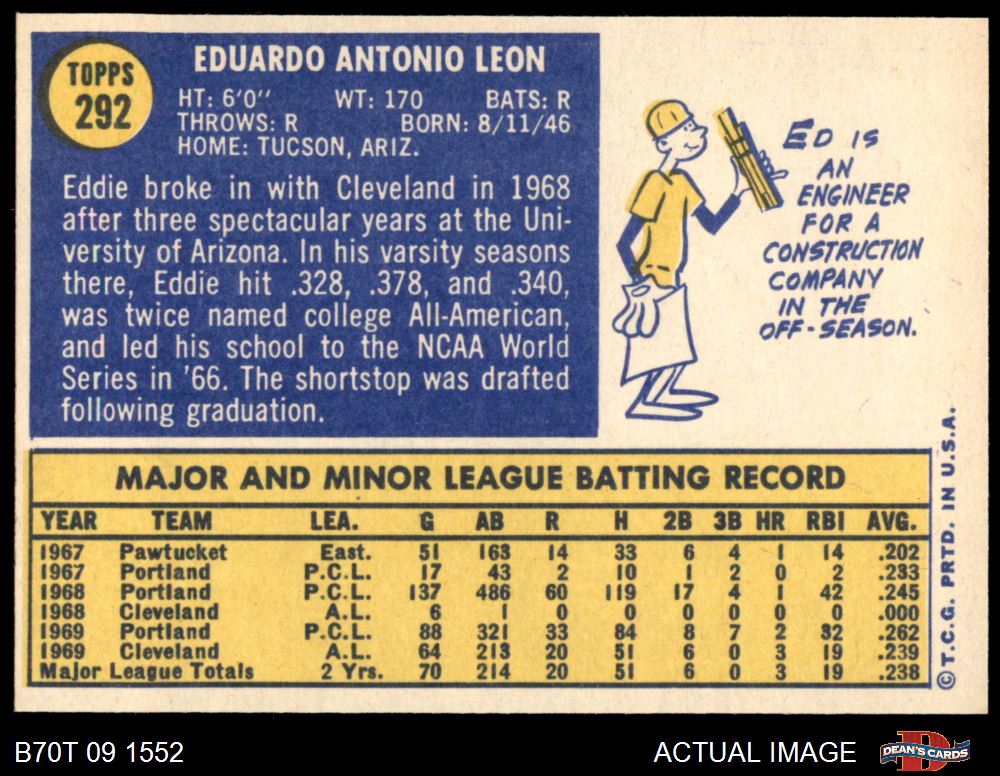 TOPPS
292
EDUARDO ANTONIO LEON
HT: 6'0" WT: 170 BATS: R
THROWS: R BORN: 8/11/46
HOME: TUCSON, ARIZ.
Eddie broke in with Cleveland in 1968
after three spectacular years at the Uni-
versity of Arizona. In his varsity seasons
there, Eddie hit .328, .378, and .340,
was twice named college All-American,
and led his school to the NCAA World
Series in '66. The shortstop was drafted
following graduation.
ED IS
AN
ENGINEER
FOR A
CONSTRUCTION
COMPANY
IN THE
OFF-SEASON.
MAJOR AND MINOR LEAGUE BATTING RECORD
YEAR TEAM LEA. G AB R H 2B 3B HR RBI AVG.
1967 Pawtucket East. 51 163 14 33 6 4 1 14 .202
1967 Portland P.C.L. 17 43 2 10 1 2 0 2 .233
1968 Portland P.C.L. 137 486 60 119 17 4 1 42 .245
1968 Cleveland A.L. 6 1 0 0 0 0 0 0 .000
1969 Portland P.C.L. 88 321 33 84 8 7 2 32 .262
1969 Cleveland A.L. 64 213 20 51 6 0 3 19 .239
Major League Totals 2 Yrs. 70 214 20 51 6 0 3 19 .238
©T.C.G. PRTD. IN U.S.A.
B70T 09 1552
ACTUAL IMAGE
DEAN'S CARDS